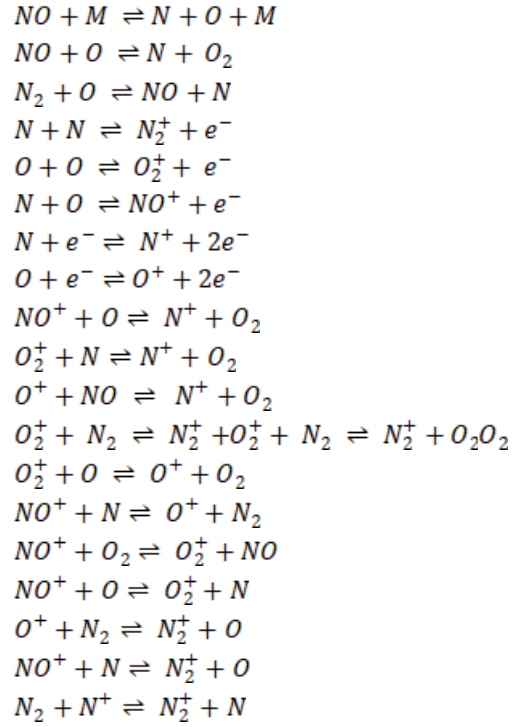 NO + M ⇌ N + O + M
NO + O ⇌ N + O₂
N₂ + O ⇌ NO + N
N + N ⇌ N₂⁺ + e⁻
O + O ⇌ O₂⁺ + e⁻
N + O ⇌ NO⁺ + e⁻
N + e⁻ ⇌ N⁺ + 2e⁻
O + e⁻ ⇌ O⁺ + 2e⁻
NO⁺ + O ⇌ N⁺ + O₂
O₂⁺ + N ⇌ N⁺ + O₂
O⁺ + NO ⇌ N⁺ + O₂
O₂⁺ + N₂ ⇌ N₂⁺ + O₂⁺ + N₂ ⇌ N₂⁺ + O₂O₂
O₂⁺ + O ⇌ O⁺ + O₂
NO⁺ + N ⇌ O⁺ + N₂
NO⁺ + O₂ ⇌ O₂⁺ + NO
NO⁺ + O ⇌ O₂⁺ + N
O⁺ + N₂ ⇌ N₂⁺ + O
NO⁺ + N ⇌ N₂⁺ + O
N₂ + N⁺ ⇌ N₂⁺ + N